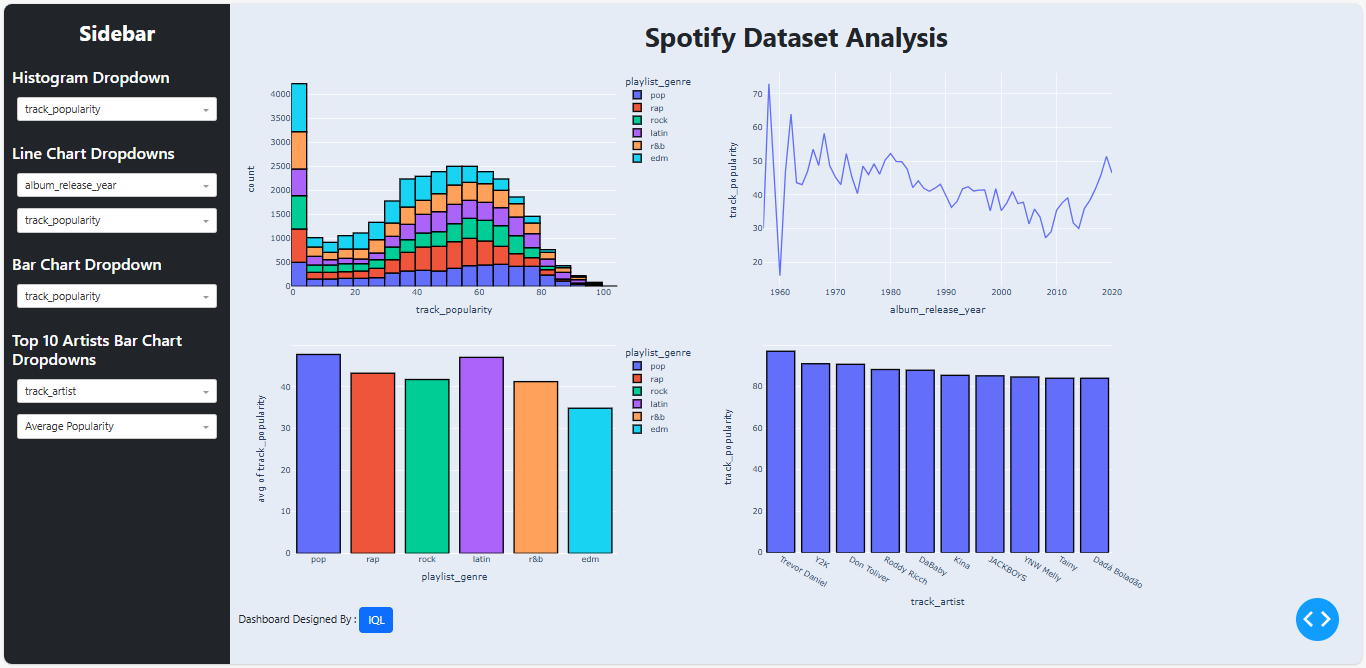 Sidebar
Histogram Dropdown
track_popularity
Line Chart Dropdowns
album_release_year
track_popularity
Bar Chart Dropdown
track_popularity
Top 10 Artists Bar Chart
Dropdowns
track_artist
Average Popularity
Spotify Dataset Analysis
4000
3500
3000
2500
2000
1500
1000
500
0
count
0 20 40 60 80 100
track_popularity
playlist_genre
pop
rap
rock
latin
r&b
edm
70
60
50
40
30
20
track_popularity
1960 1970 1980 1990 2000 2010 2020
album_release_year
40
30
20
10
0
avg of track_popularity
pop rap rock latin r&b edm
playlist_genre
playlist_genre
pop
rap
rock
latin
r&b
edm
80
60
40
20
0
track_popularity
Trevor Daniel Y2K Don Toliver Roddy Ricch DaBaby Kina JACKBOYS YNW Melly Tainy Dadá Boladão
track_artist
Dashboard Designed By : IQL